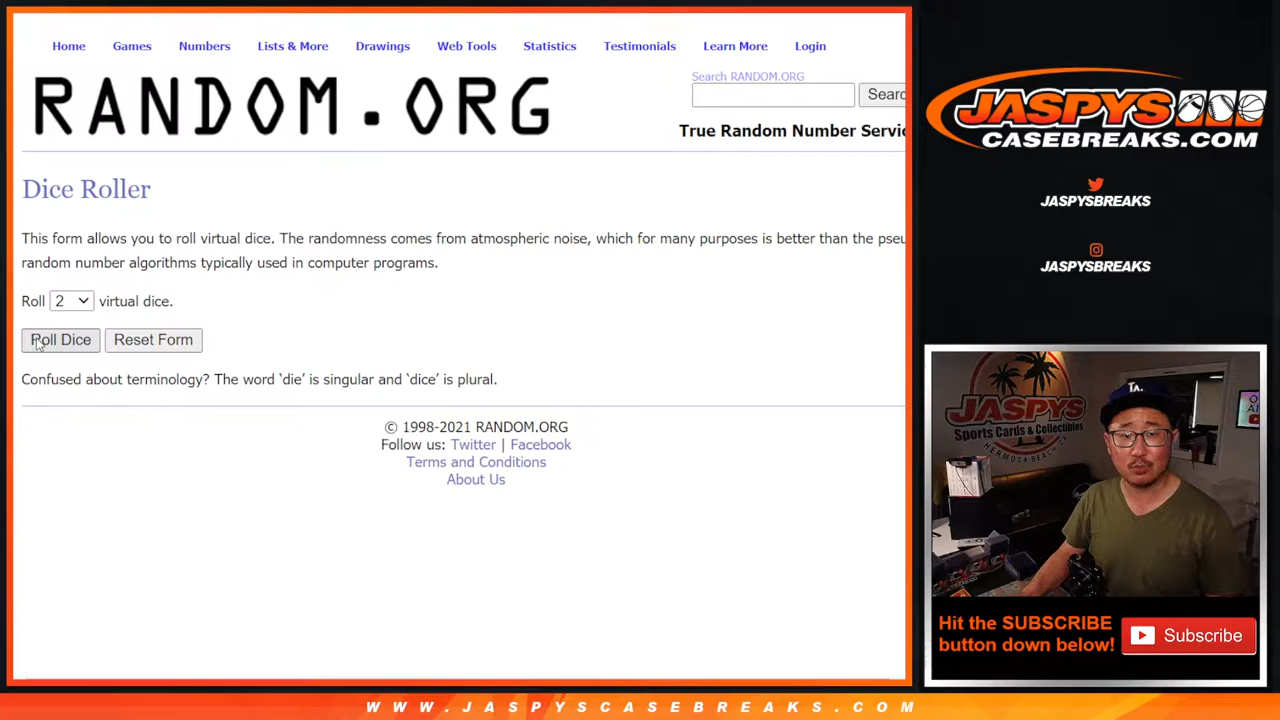 Home Games Numbers Lists & More Drawings Web Tools Statistics Testimonials Learn More Login
RANDOM.ORG
Search RANDOM.ORG
Searc
True Random Number Servic
Dice Roller
This form allows you to roll virtual dice. The randomness comes from atmospheric noise, which for many purposes is better than the pseu
random number algorithms typically used in computer programs.
Roll 2 virtual dice.
Roll Dice Reset Form
Confused about terminology? The word 'die' is singular and 'dice' is plural.
© 1998-2021 RANDOM.ORG
Follow us: Twitter | Facebook
Terms and Conditions
About Us
JASPYS
CASEBREAKS.COM
JASPYSBREAKS
JASPYSBREAKS
JASPYS
Sports Cards & Collectibles
HERMOSA BEACH, CA
Hit the SUBSCRIBE
button down below!
Subscribe
WWW.JASPYSCASEBREAKS.COM